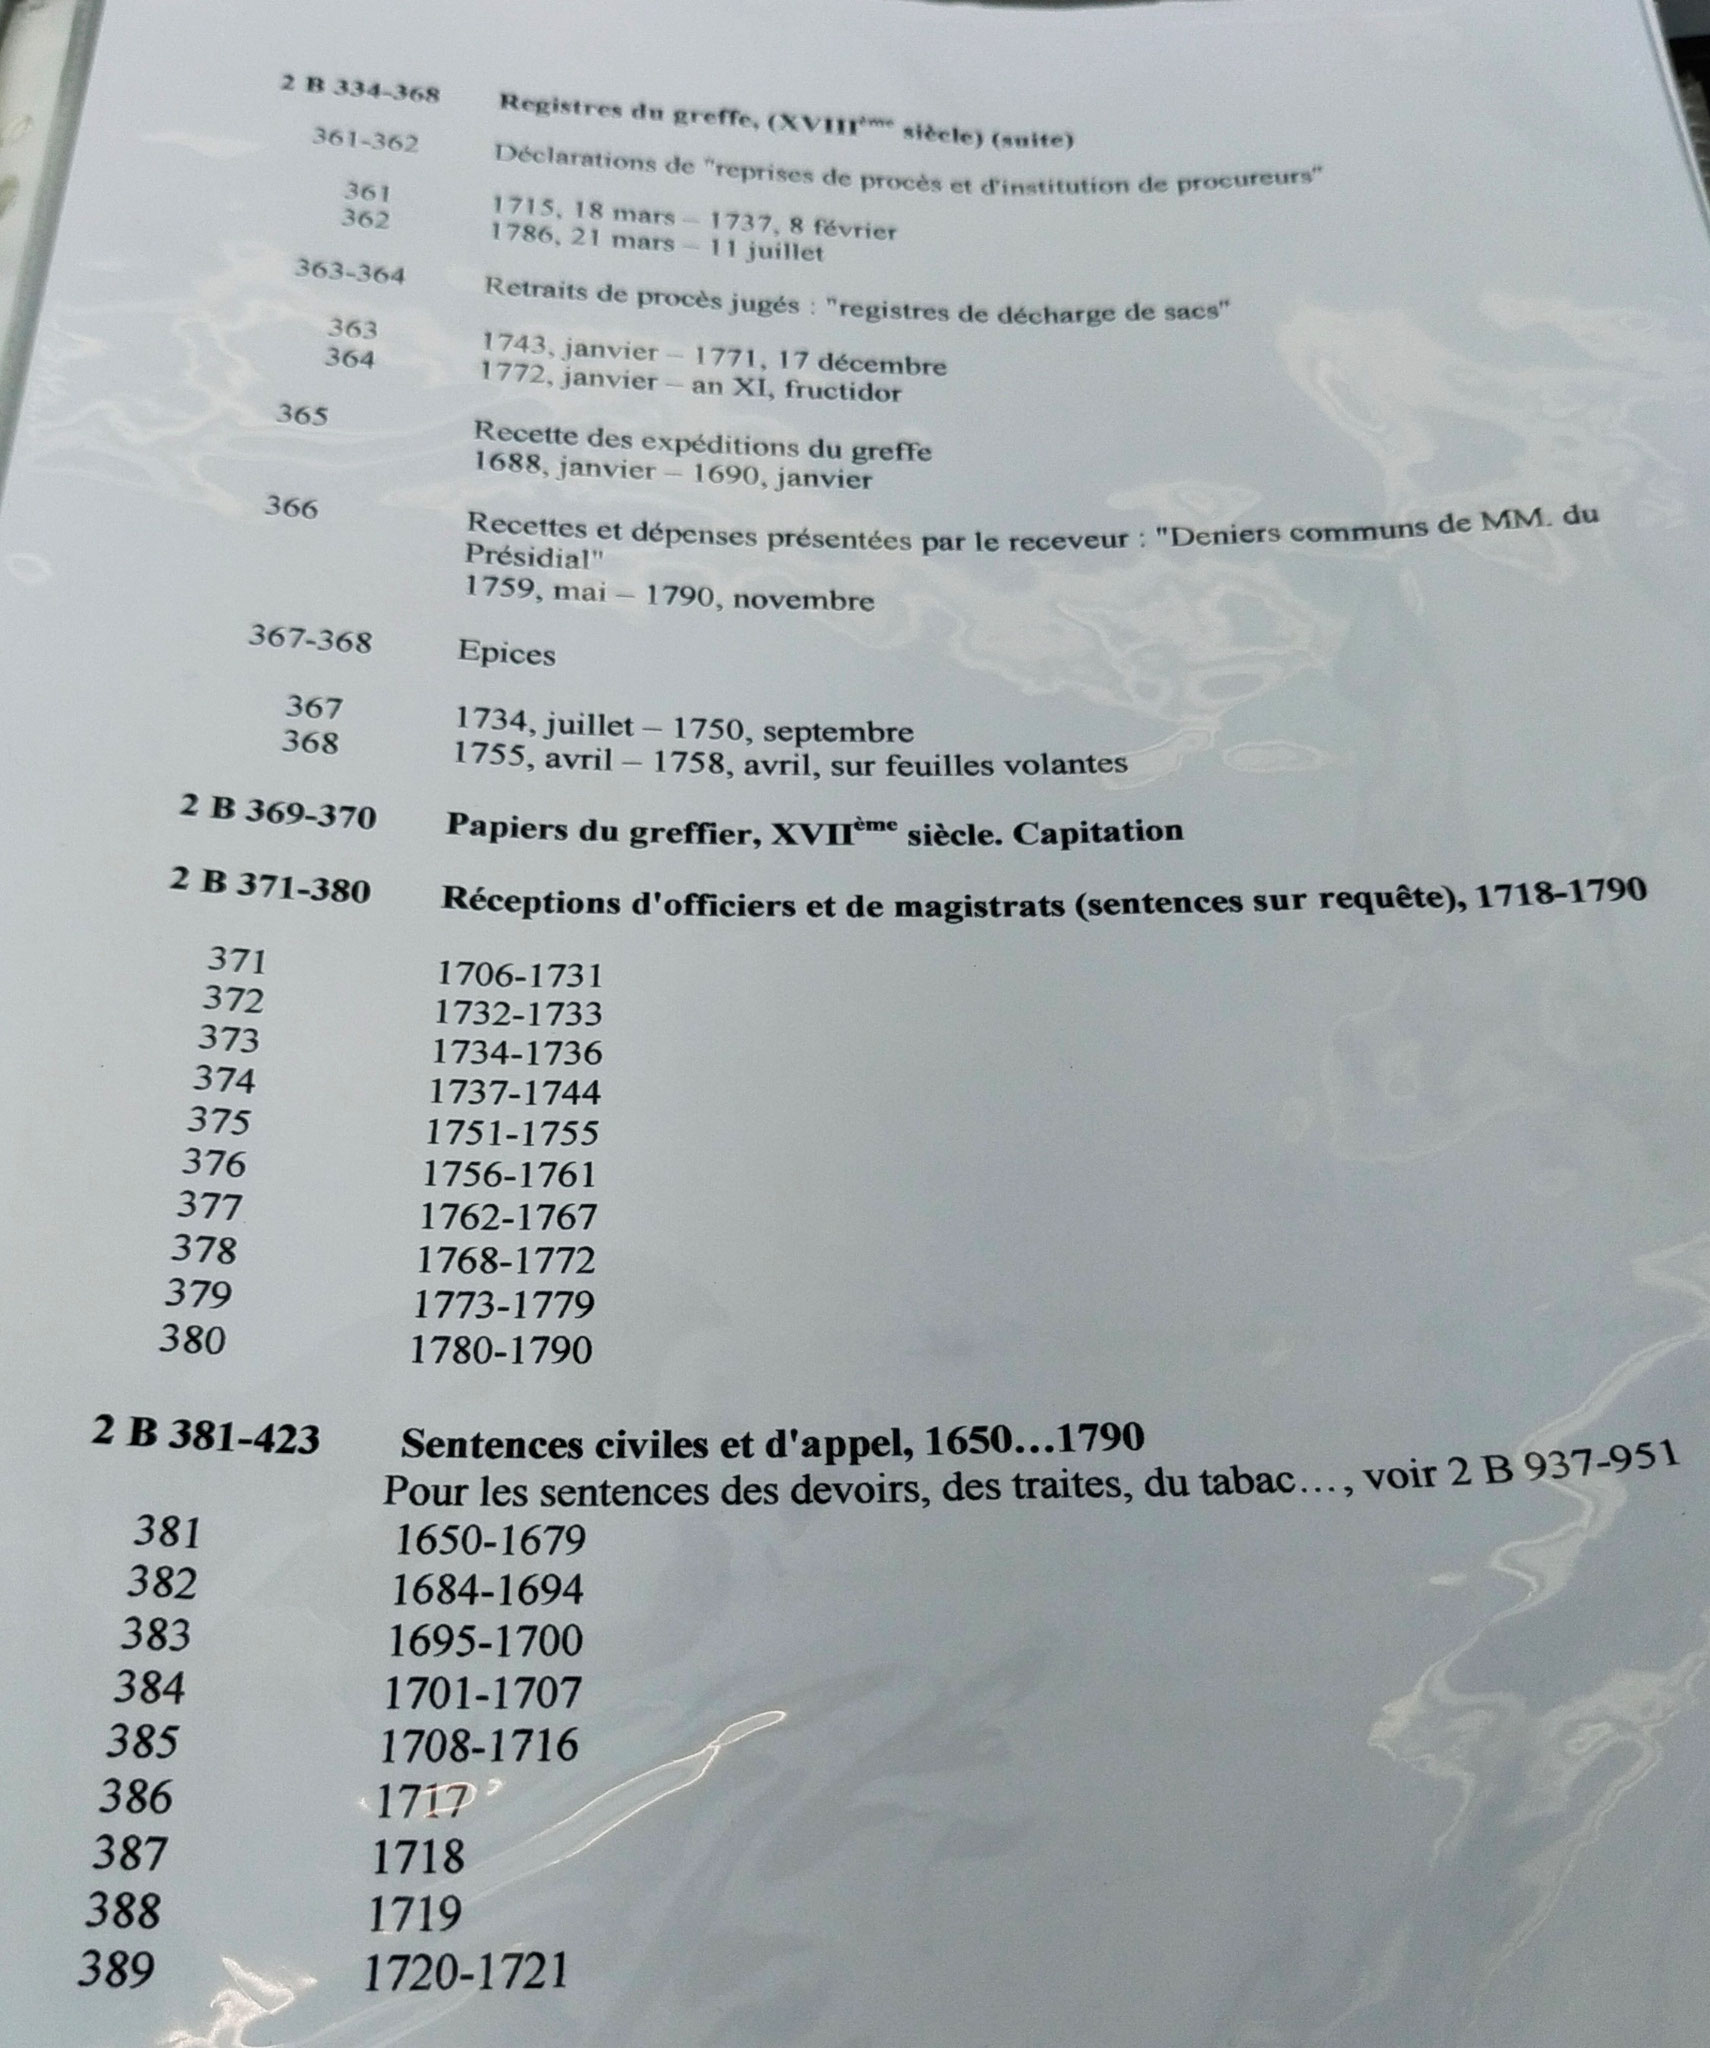 2 B 334-368 Registres du greffe, (XVIIIème siècle) (suite)
361-362 Déclarations de "reprises de procès et d'institution de procureurs"
361 1715, 18 mars – 1737, 8 février
362 1786, 21 mars – 11 juillet
363-364 Retraits de procès jugés : "registres de décharge de sacs"
363 1743, janvier – 1771, 17 décembre
364 1772, janvier – an XI, fructidor
365 Recette des expéditions du greffe
1688, janvier – 1690, janvier
366 Recettes et dépenses présentées par le receveur : "Deniers communs de MM. du
Présidial"
1759, mai – 1790, novembre
367-368 Epices
367 1734, juillet – 1750, septembre
368 1755, avril – 1758, avril, sur feuilles volantes
2 B 369-370 Papiers du greffier, XVIIème siècle. Capitation
2 B 371-380 Réceptions d'officiers et de magistrats (sentences sur requête), 1718-1790
371 1706-1731
372 1732-1733
373 1734-1736
374 1737-1744
375 1751-1755
376 1756-1761
377 1762-1767
378 1768-1772
379 1773-1779
380 1780-1790
2 B 381-423 Sentences civiles et d'appel, 1650...1790
Pour les sentences des devoirs, des traites, du tabac..., voir 2 B 937-951
381 1650-1679
382 1684-1694
383 1695-1700
384 1701-1707
385 1708-1716
386 1717
387 1718
388 1719
389 1720-1721